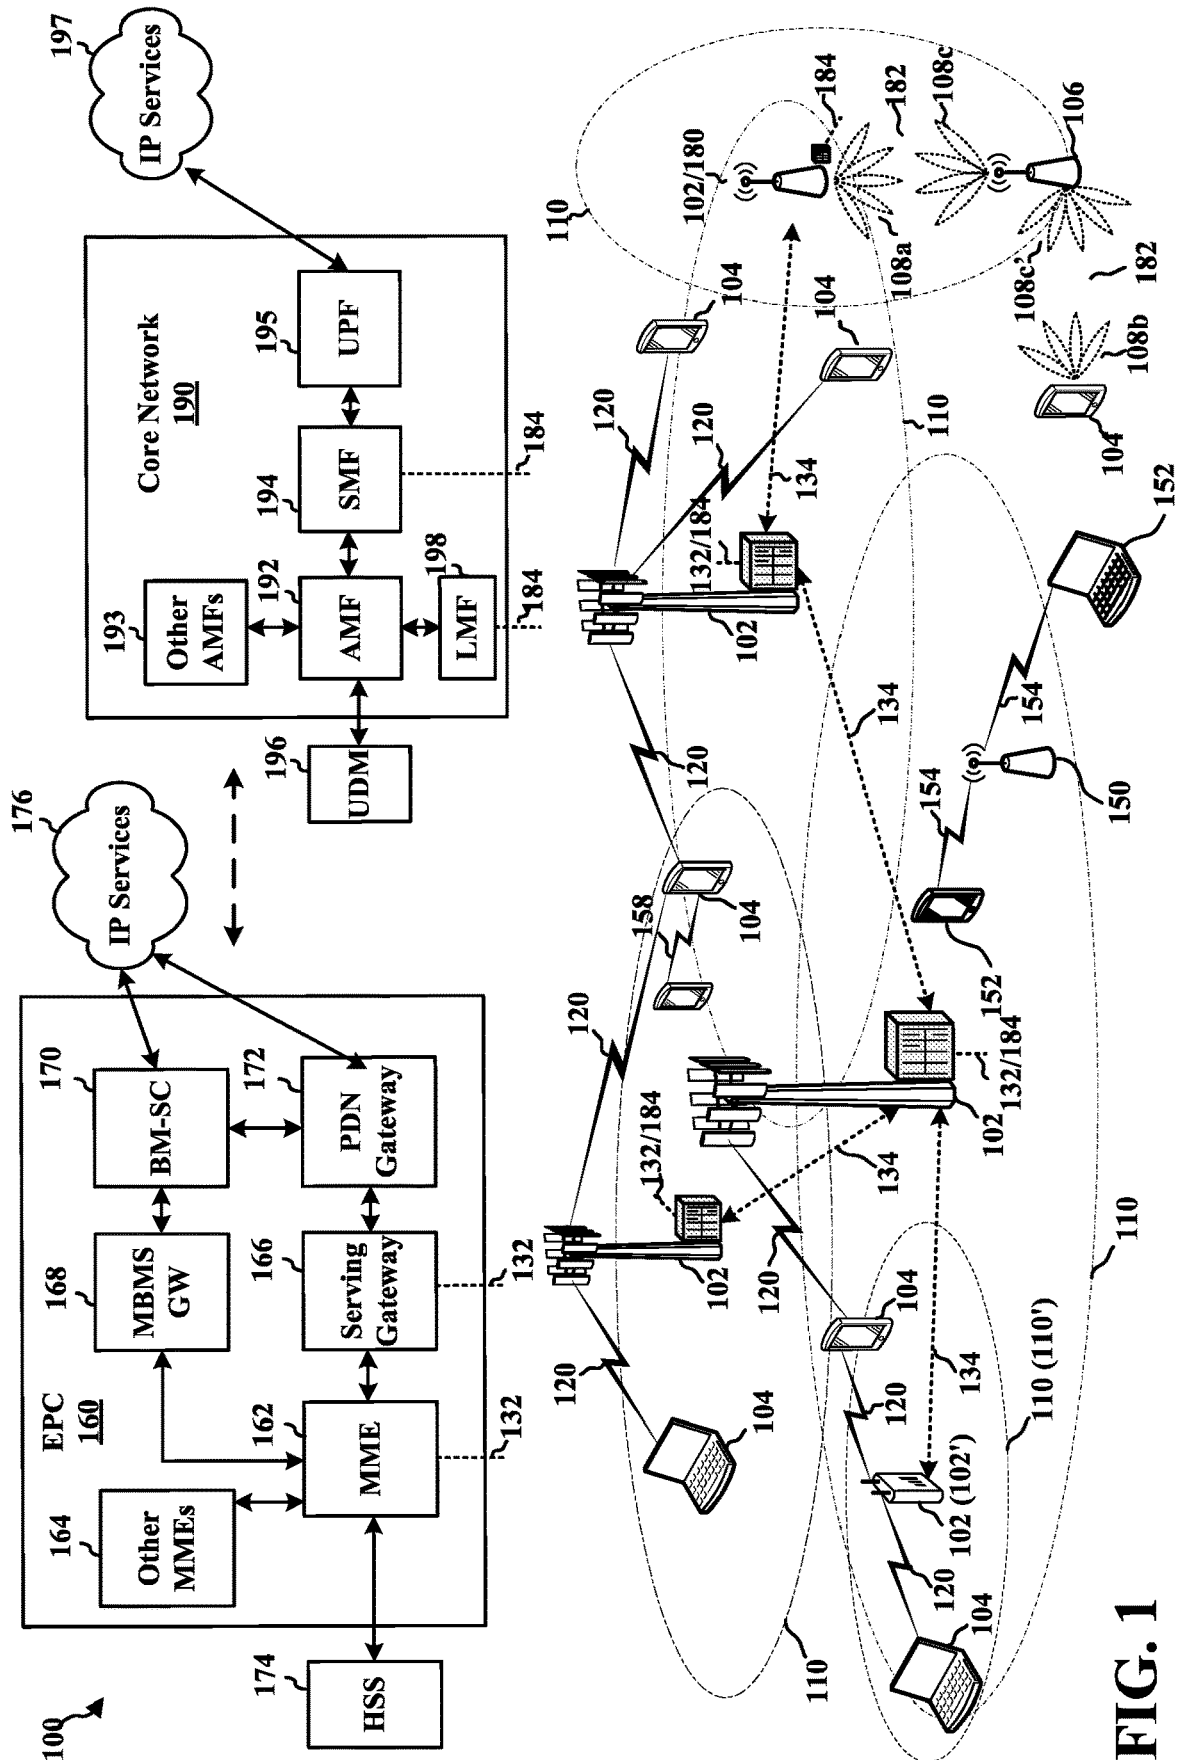 100
EPC
160
164
Other
MMEs
162
MME
132
174
HSS
168
MBMS
GW
166
Serving
Gateway
132
170
BM-SC
172
PDN
Gateway
176
IP Services
Core Network
190
193
Other
AMFs
192
AMF
198
LMF
184
196
UDM
194
SMF
184
195
UPF
197
IP Services
120
104
110
132/184
102
120
158
104
120
120
120
104
104
132/184
102
134
110
102/180
184
182
108a
108c
106
108c'
182
108b
104
110
134
120
104
120
102 (102')
120
104
134
110 (110')
110
134
132/184
102
134
152
154
150
154
152
FIG. 1